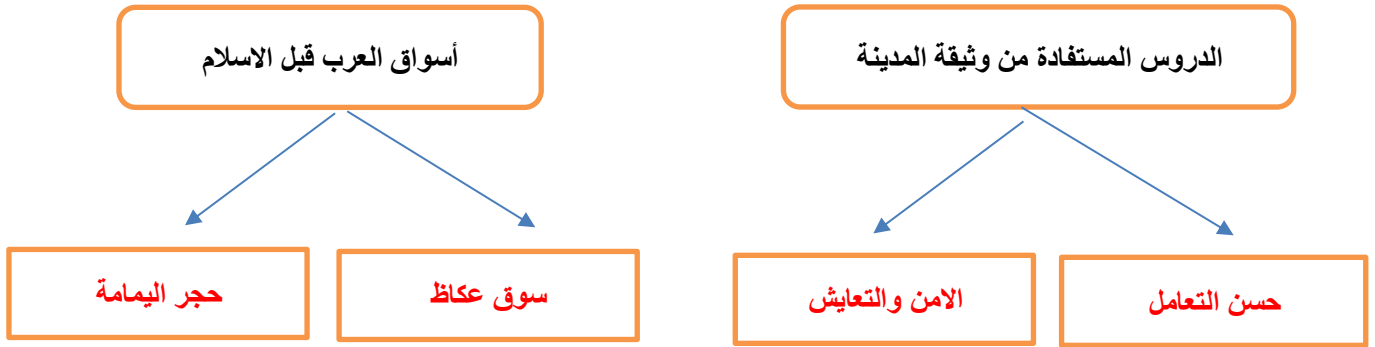 الدروس المستفادة من وثيقة المدينة
أسواق العرب قبل الاسلام
حسن التعامل
الامن والتعايش
سوق عكاظ
حجر اليمامة